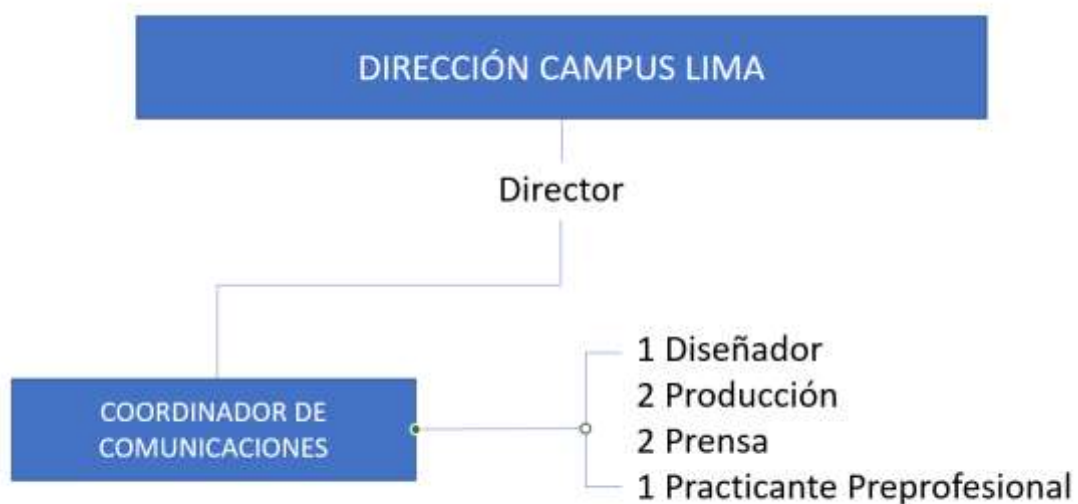 DIRECCIÓN CAMPUS LIMA
Director
COORDINADOR DE
COMUNICACIONES
1 Diseñador
2 Producción
2 Prensa
1 Practicante Preprofesional